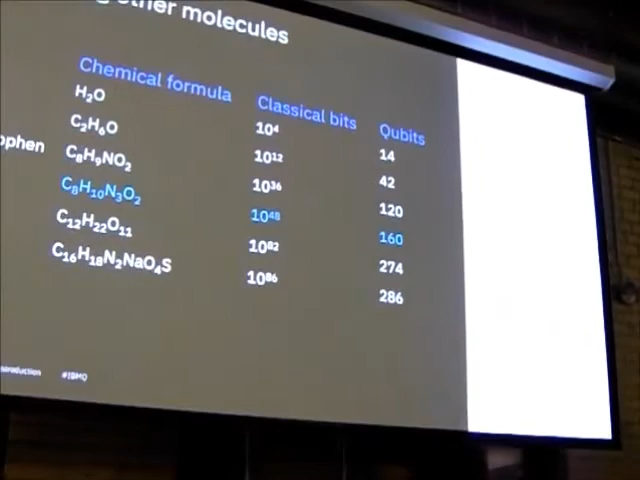 other molecules
Chemical formula Classical bits Qubits
H₂O 10⁴ 14
C₂H₆O 10¹² 42
ophen C₈H₉NO₂ 10³⁶ 120
C₈H₁₀N₃O₂ 10⁴⁸ 160
C₁₂H₂₂O₁₁ 10⁸² 274
C₁₆H₁₈N₂NaO₄S 10⁸⁶ 286
#IBMQ